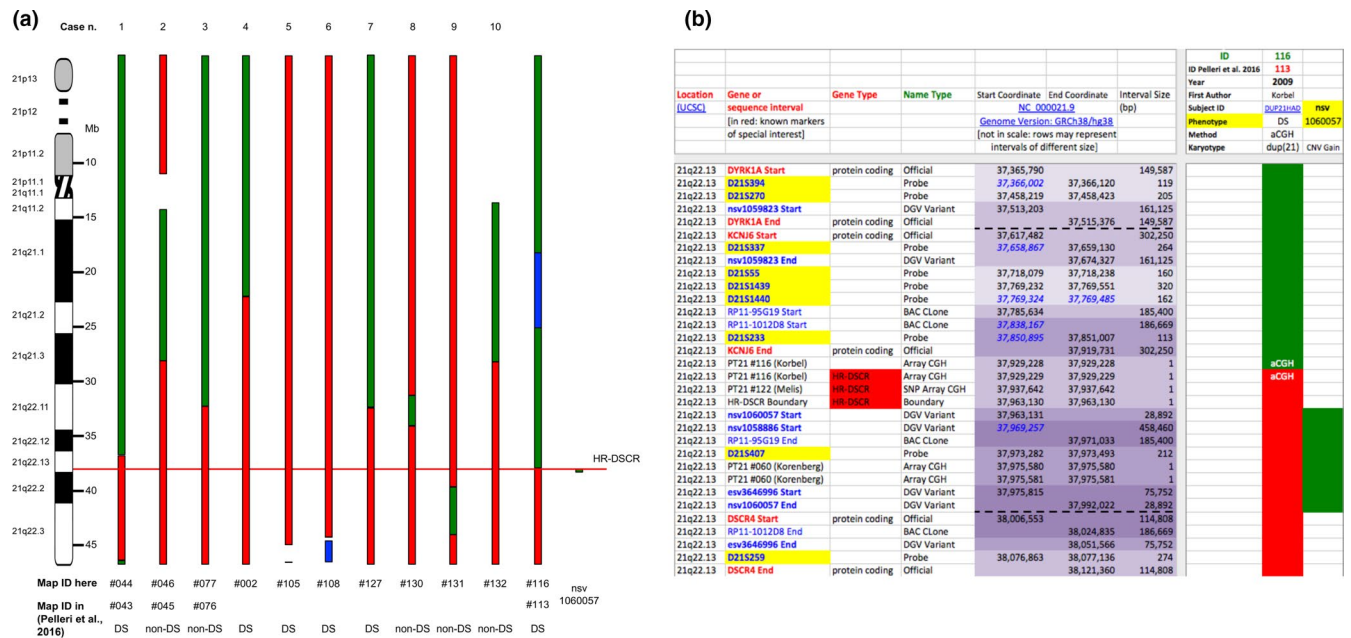 (a)
Case n. 1 2 3 4 5 6 7 8 9 10
21p13
21p12
Mb
21p11.2
10
21p11.1
21q11.1
21q11.2
15
21q21.1
20
21q21.2
25
21q21.3
30
21q22.11
35
21q22.12
21q22.13
HR-DSCR
21q22.2
40
21q22.3
45
Map ID here #044 #046 #077 #002 #105 #108 #127 #130 #131 #132 #116 nsv
1060057
Map ID in #043 #045 #076 #113
(Pelleri et al.,
2016) DS non-DS non-DS DS DS DS DS non-DS non-DS non-DS DS
(b)
ID 116
ID Pelleri et al. 2016 113
Year 2009
Location Gene or Gene Type Name Type Start Coordinate End Coordinate Interval Size First Author Korbel
(UCSC) sequence interval NC_000021.9 (bp) Subject ID DUP21HAD nsv
[in red: known markers Genome Version: GRCh38/hg38 Phenotype DS 1060057
of special interest] [not in scale: rows may represent Method aCGH
intervals of different size] Karyotype dup(21) CNV Gain
21q22.13 DYRK1A Start protein coding Official 37,365,790 149,587
21q22.13 D21S394 Probe 37,366,002 37,366,120 119
21q22.13 D21S270 Probe 37,458,219 37,458,423 205
21q22.13 nsv1059823 Start DGV Variant 37,513,203 161,125
21q22.13 DYRK1A End protein coding Official 37,515,376 149,587
21q22.13 KCNJ6 Start protein coding Official 37,617,482 302,250
21q22.13 D21S337 Probe 37,658,867 37,659,130 264
21q22.13 nsv1059823 End DGV Variant 37,674,327 161,125
21q22.13 D21S55 Probe 37,718,079 37,718,238 160
21q22.13 D21S1439 Probe 37,769,232 37,769,551 320
21q22.13 D21S1440 Probe 37,769,324 37,769,485 162
21q22.13 RP11-95G19 Start BAC CLone 37,785,634 185,400
21q22.13 RP11-1012D8 Start BAC CLone 37,838,167 186,669
21q22.13 D21S233 Probe 37,850,895 37,851,007 113
21q22.13 KCNJ6 End protein coding Official 37,919,731 302,250
21q22.13 PT21 #116 (Korbel) Array CGH 37,929,228 37,929,228 1 aCGH
21q22.13 PT21 #116 (Korbel) HR-DSCR Array CGH 37,929,229 37,929,229 1 aCGH
21q22.13 PT21 #122 (Melis) HR-DSCR SNP Array CGH 37,937,642 37,937,642 1
21q22.13 HR-DSCR Boundary HR-DSCR Boundary 37,963,130 37,963,130 1
21q22.13 nsv1060057 Start DGV Variant 37,963,131 28,892
21q22.13 nsv1058886 Start DGV Variant 37,969,257 458,460
21q22.13 RP11-95G19 End BAC CLone 37,971,033 185,400
21q22.13 D21S407 Probe 37,973,282 37,973,493 212
21q22.13 PT21 #060 (Korenberg) Array CGH 37,975,580 37,975,580 1
21q22.13 PT21 #060 (Korenberg) Array CGH 37,975,581 37,975,581 1
21q22.13 esv3646996 Start DGV Variant 37,975,815 75,752
21q22.13 nsv1060057 End DGV Variant 37,992,022 28,892
21q22.13 DSCR4 Start protein coding Official 38,006,553 114,808
21q22.13 RP11-1012D8 End BAC CLone 38,024,835 186,669
21q22.13 esv3646996 End DGV Variant 38,051,566 75,752
21q22.13 D21S259 Probe 38,076,863 38,077,136 274
21q22.13 DSCR4 End protein coding Official 38,121,360 114,808